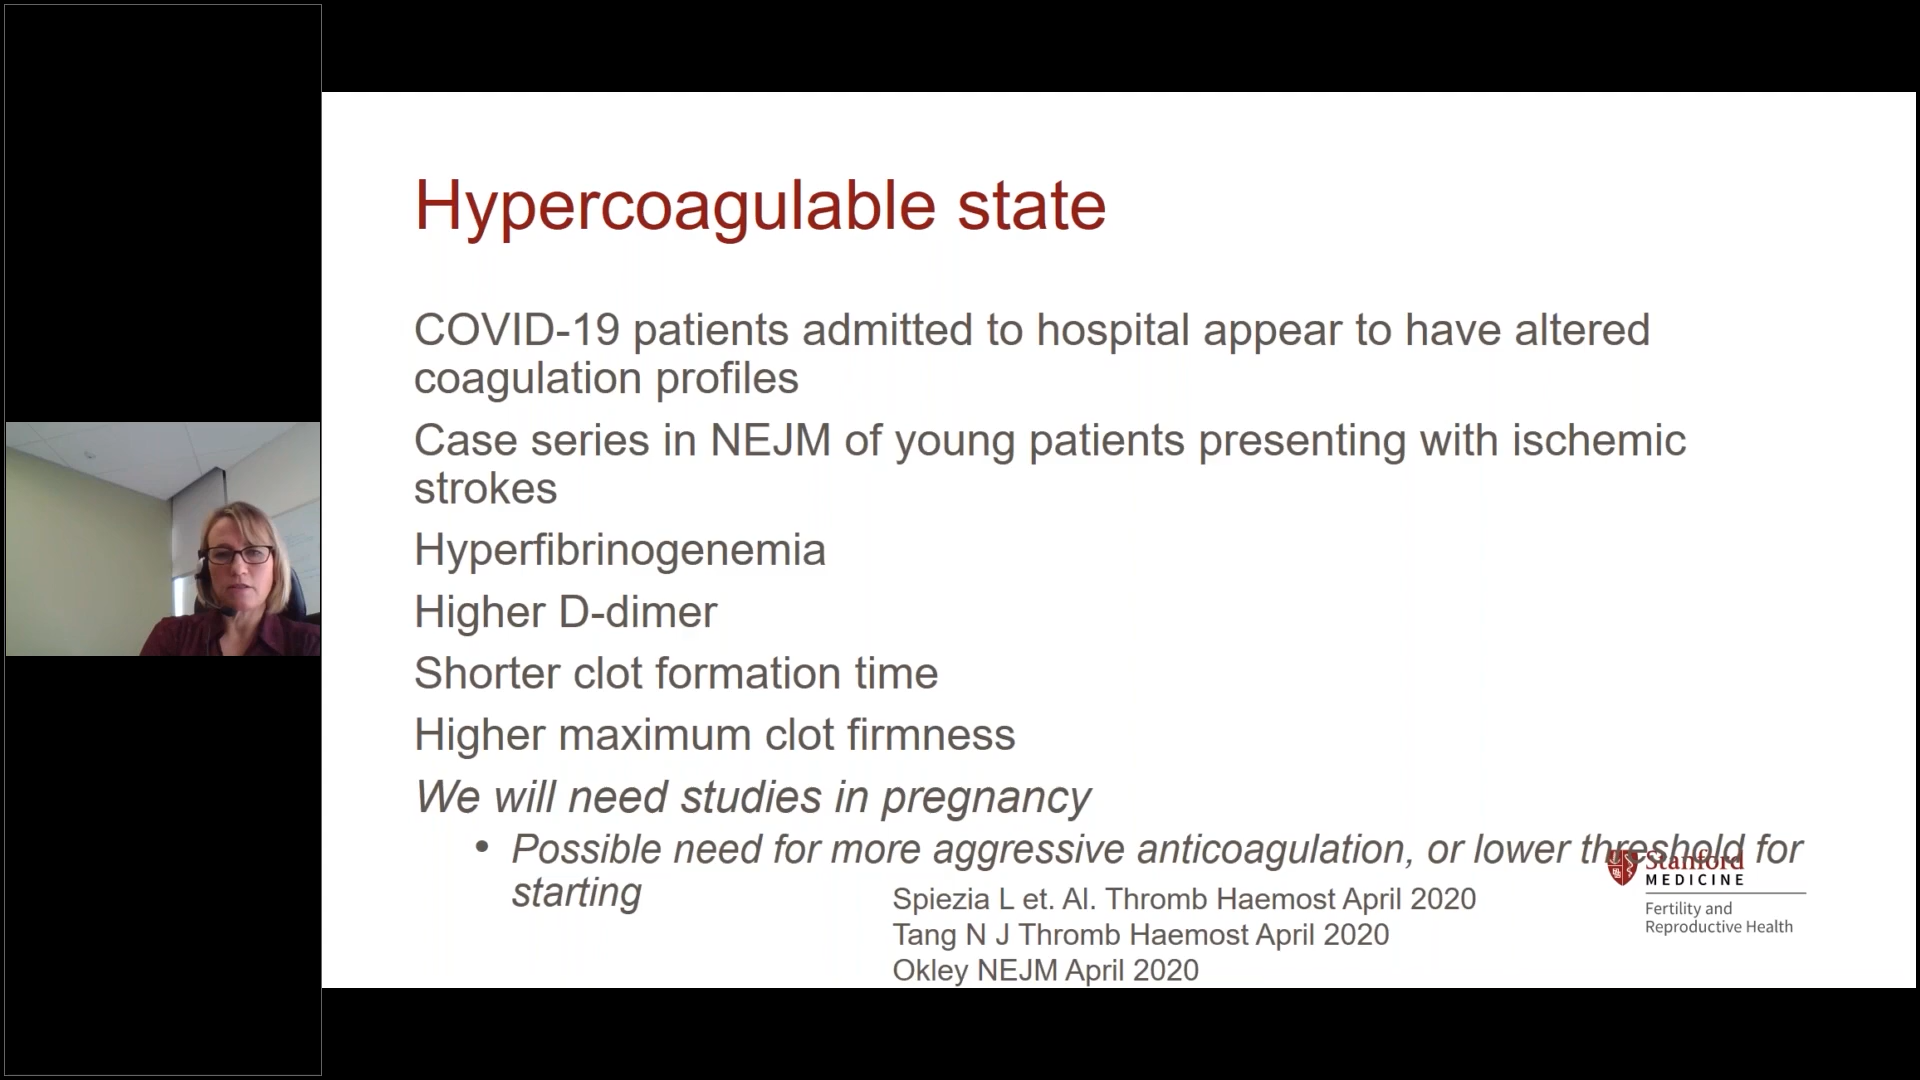 Hypercoagulable state
COVID-19 patients admitted to hospital appear to have altered
coagulation profiles
Case series in NEJM of young patients presenting with ischemic
strokes
Hyperfibrinogenemia
Higher D-dimer
Shorter clot formation time
Higher maximum clot firmness
We will need studies in pregnancy
• Possible need for more aggressive anticoagulation, or lower threshold for
starting
Spiezia L et. Al. Thromb Haemost April 2020
Tang N J Thromb Haemost April 2020
Okley NEJM April 2020
Stanford
MEDICINE
Fertility and
Reproductive Health